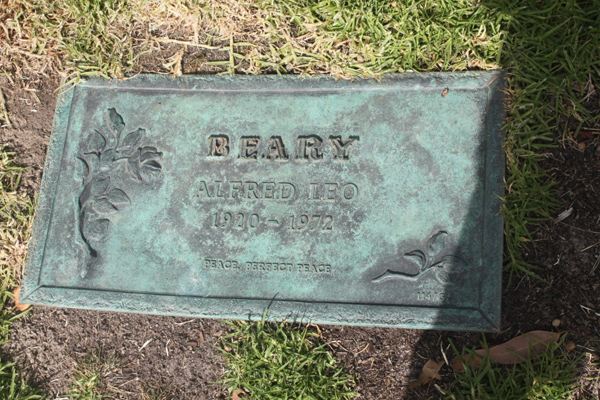 BEARY
ALFRED LEO
1920 – 1972
PEACE, PERFECT PEACE